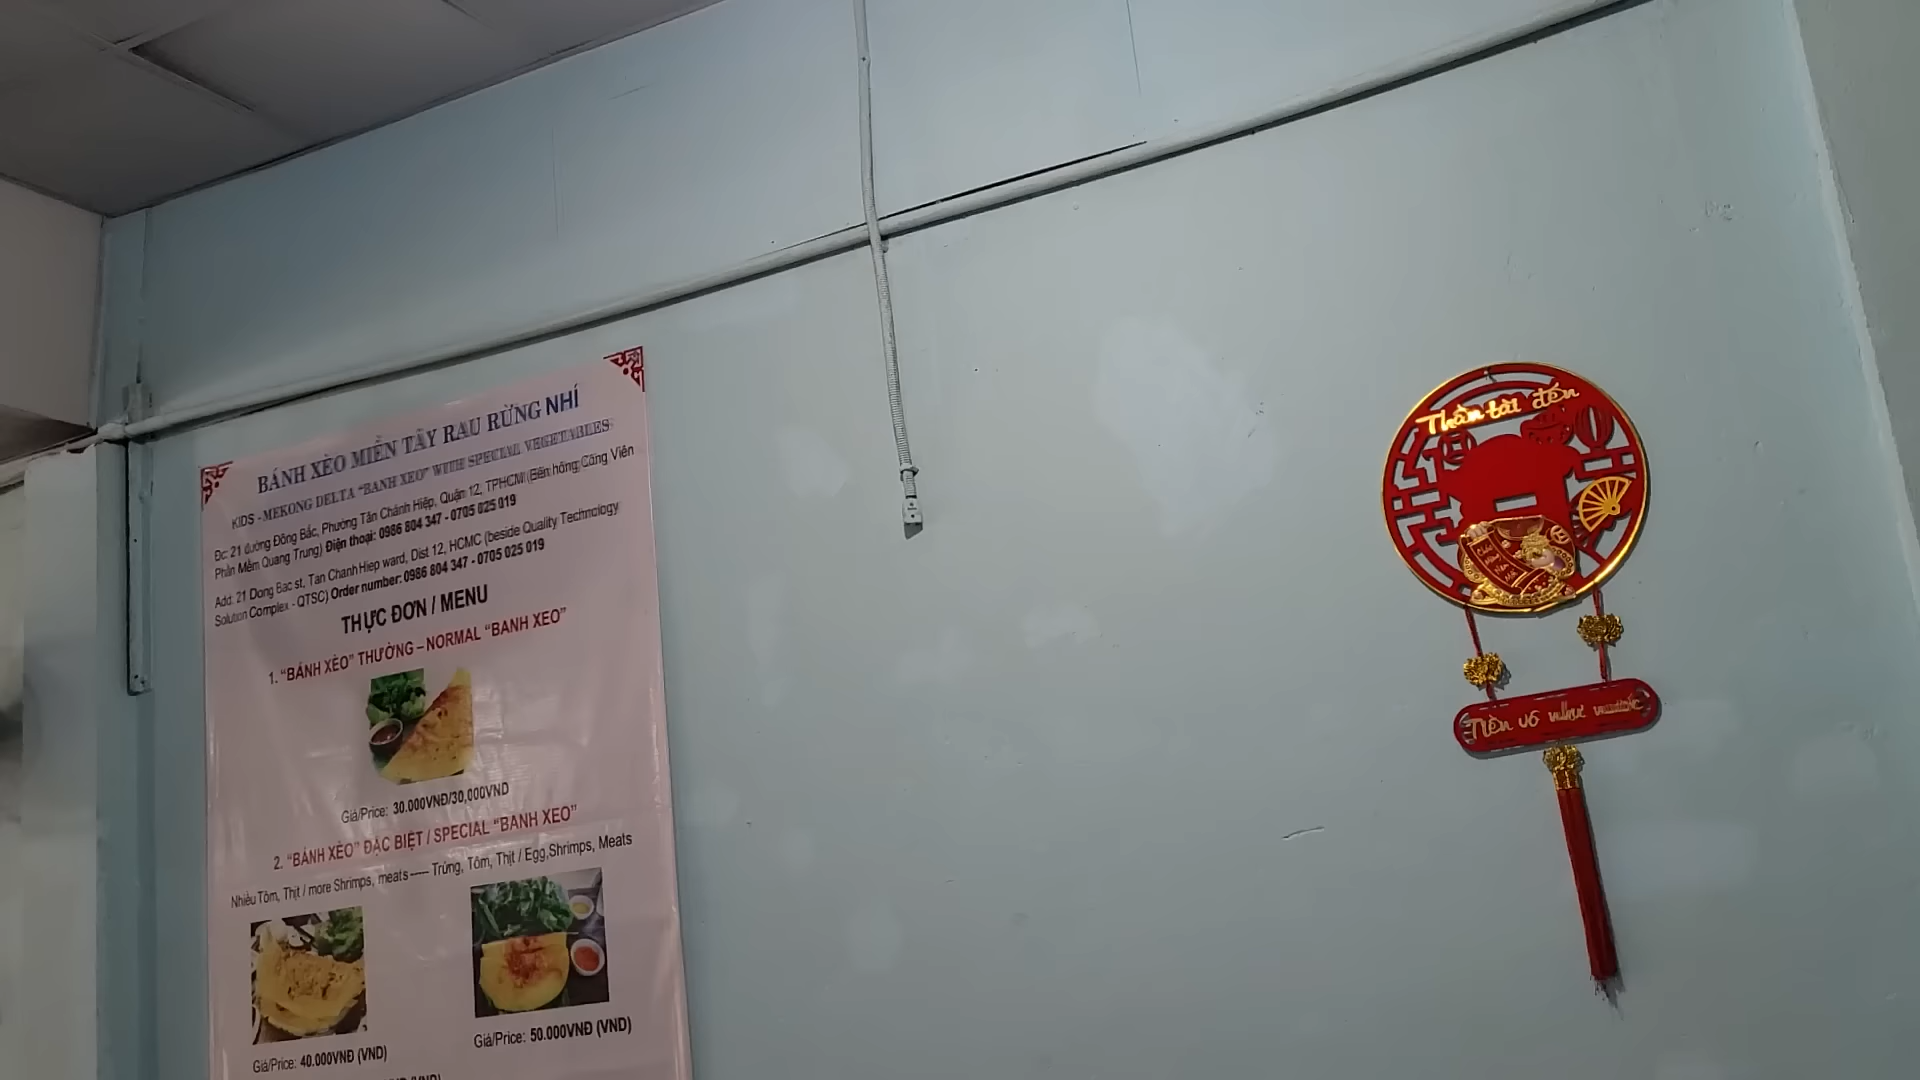 BÁNH XÈO MIỀN TÂY RAU RỪNG NHÍ
KIDS - MEKONG DELTA "BANH XEO" WITH SPECIAL VEGETABLES
Đc: 21 đường Đông Bắc, Phường Tân Chánh Hiệp, Quận 12, TPHCM (Bên hông Công Viên
Phần Mềm Quang Trung) Điện thoại: 0986 804 347 - 0705 025 019
Add: 21 Dong Bac st, Tan Chanh Hiep ward, Dist 12, HCMC (beside Quality Technology
Solution Complex - QTSC) Order number: 0986 804 347 - 0705 025 019
THỰC ĐƠN / MENU
1. "BÁNH XÈO" THƯỜNG – NORMAL "BANH XEO"
Giá/Price: 30.000VNĐ/30,000VND
2. "BÁNH XÈO" ĐẶC BIỆT / SPECIAL "BANH XEO"
Nhiều Tôm, Thịt / more Shrimps, meats ---- Trứng, Tôm, Thịt / Egg,Shrimps, Meats
Giá/Price: 40.000VNĐ (VND)
Giá/Price: 50.000VNĐ (VND)
Thần tài đến
Tiền vô như